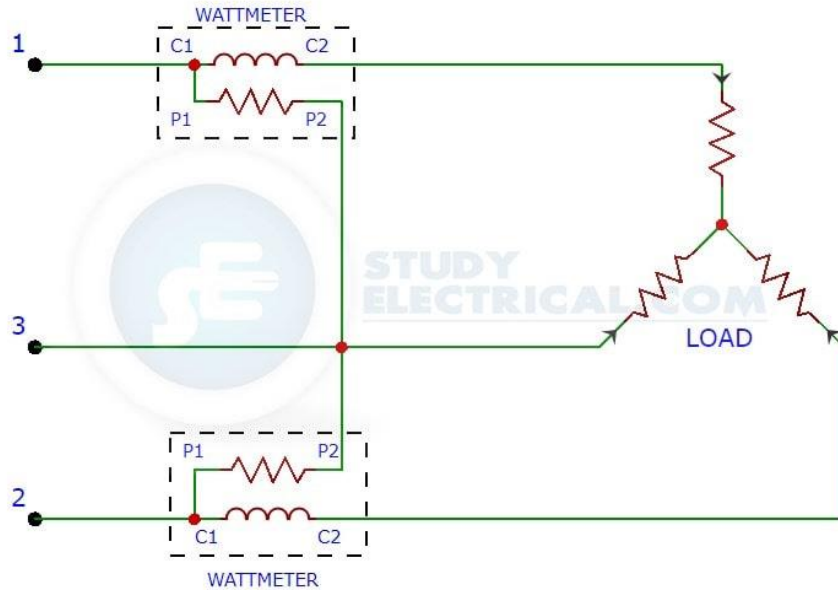 WATTMETER
1
C1 C2
P1 P2
STUDY
ELECTRICAL.COM
3
LOAD
P1 P2
2
C1 C2
WATTMETER